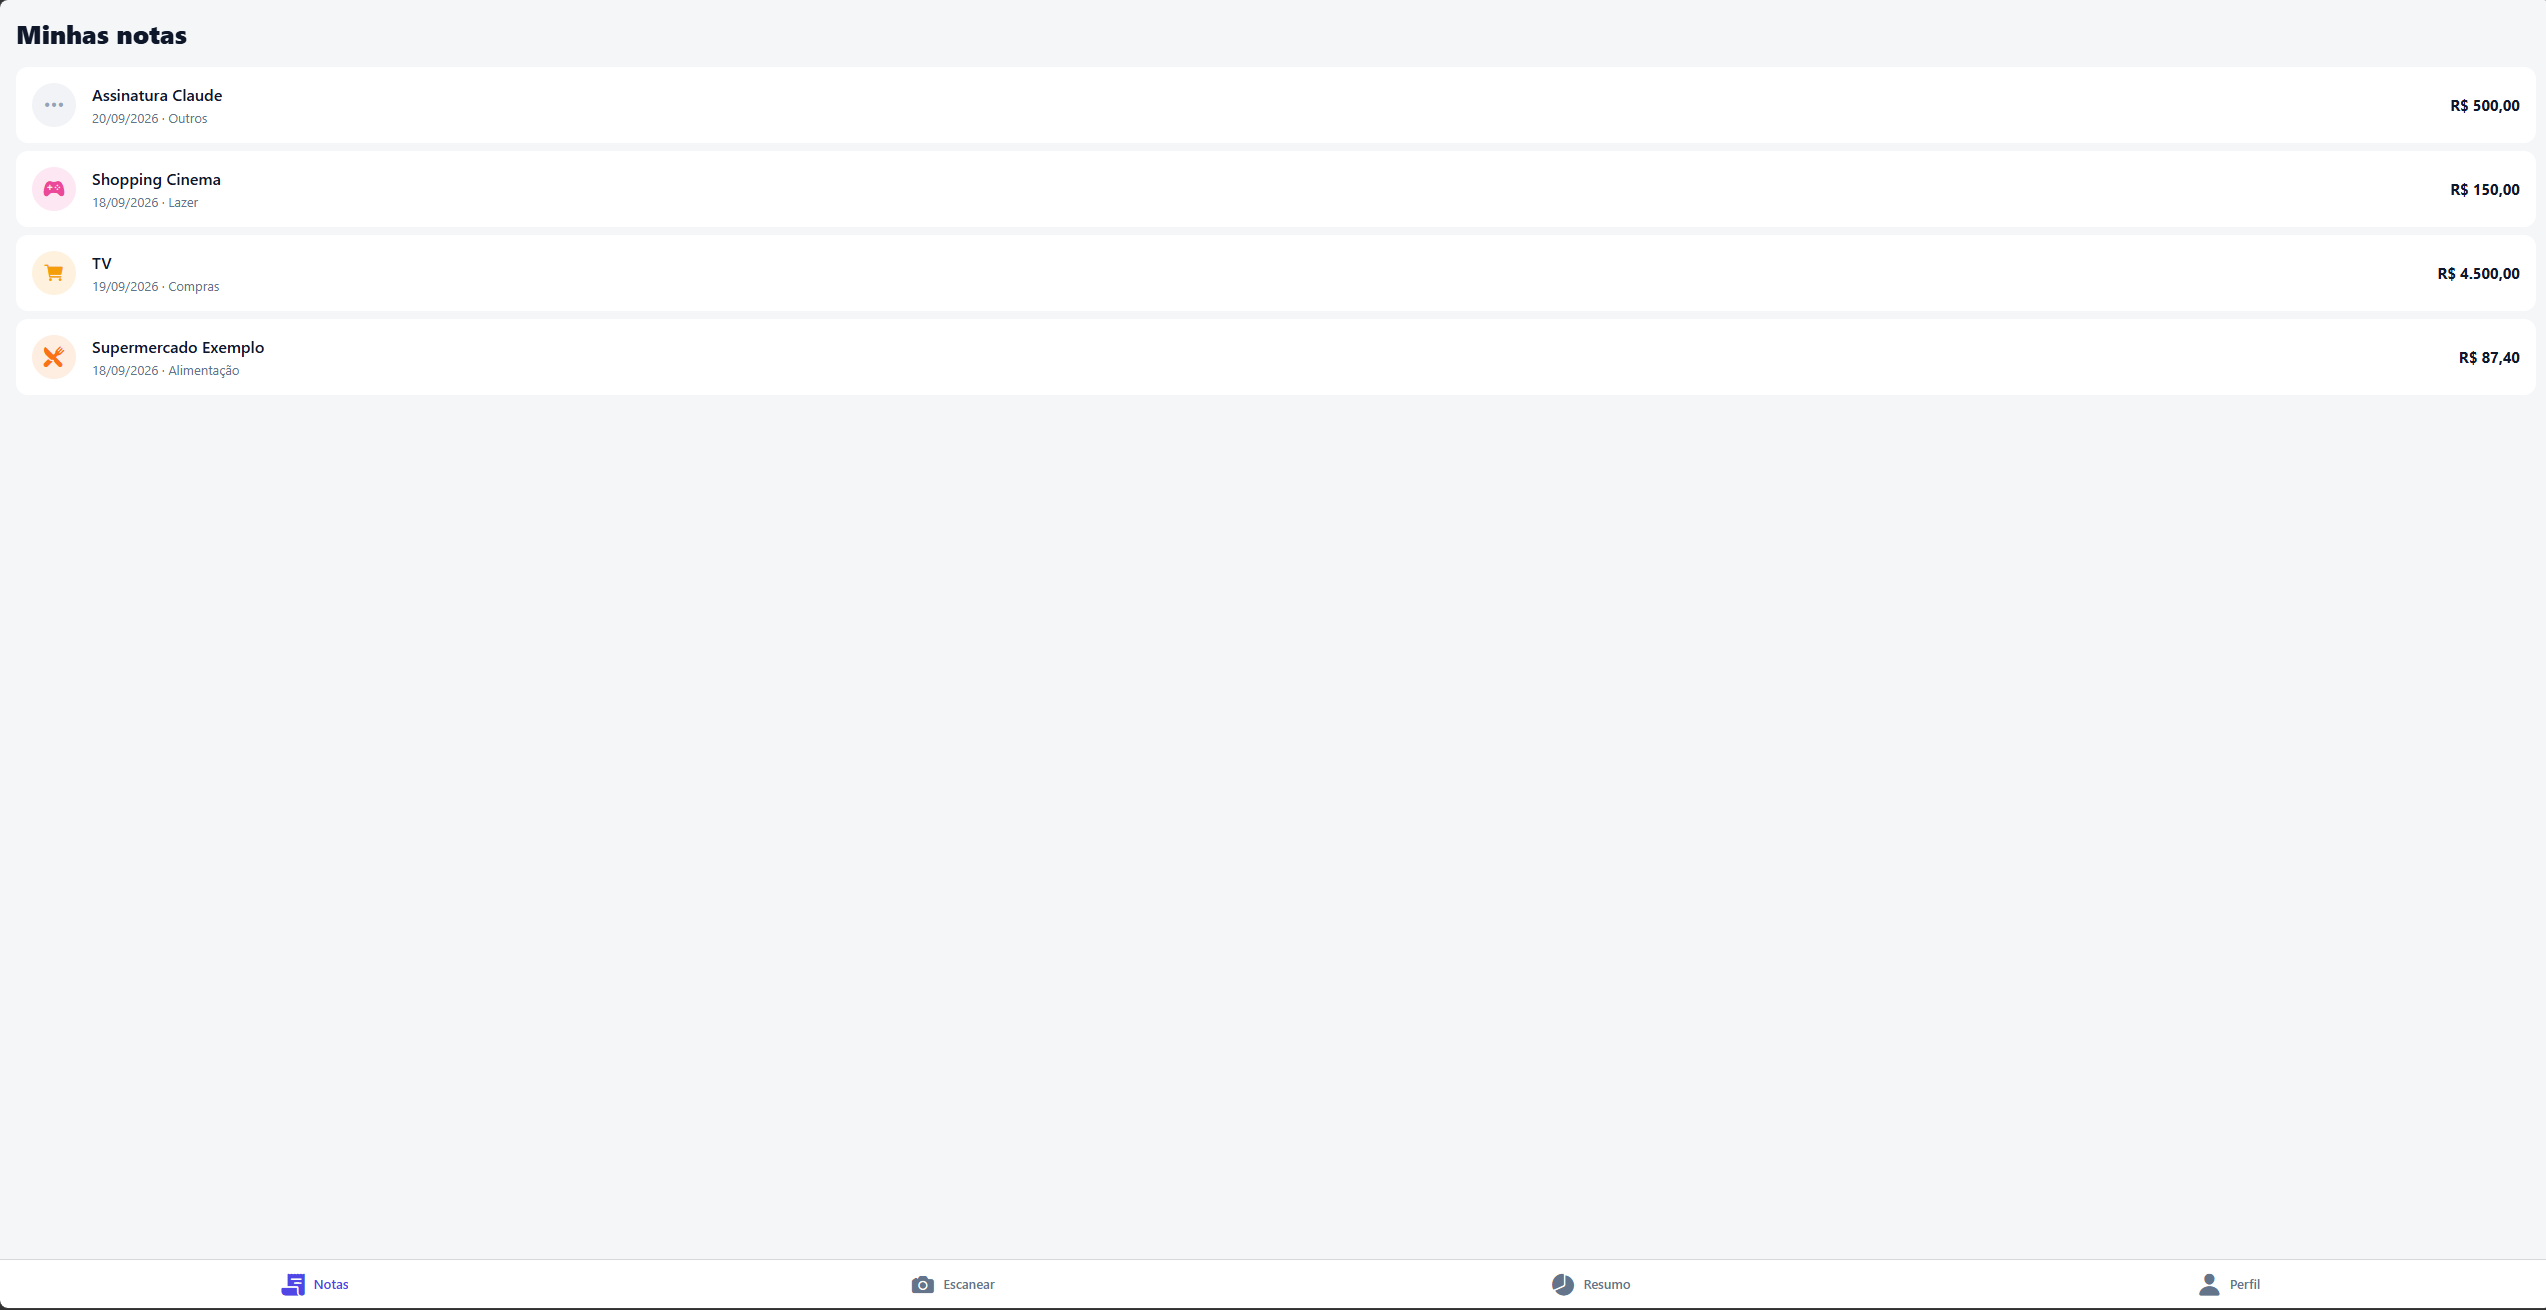 Minhas notas
Assinatura Claude
20/09/2026 · Outros
R$ 500,00
Shopping Cinema
18/09/2026 · Lazer
R$ 150,00
TV
19/09/2026 · Compras
R$ 4.500,00
Supermercado Exemplo
18/09/2026 · Alimentação
R$ 87,40
Notas
Escanear
Resumo
Perfil